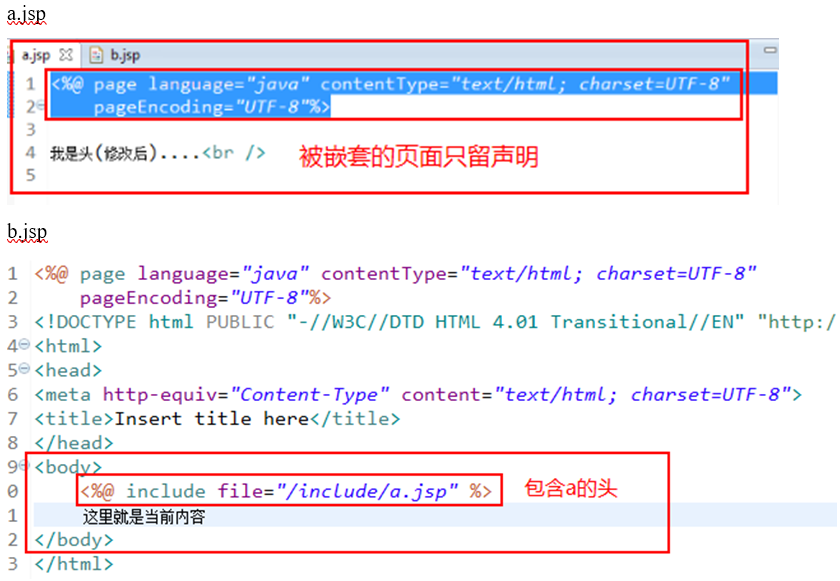 a.jsp
a.jsp b.jsp
1 <%@ page language="java" contentType="text/html; charset=UTF-8"
2 pageEncoding="UTF-8"%>
3
4 我是头(修改后)....<br />
被嵌套的页面只留声明
5
b.jsp
1 <%@ page language="java" contentType="text/html; charset=UTF-8"
2 pageEncoding="UTF-8"%>
3 <!DOCTYPE html PUBLIC "-//W3C//DTD HTML 4.01 Transitional//EN" "http:/
4 <html>
5 <head>
6 <meta http-equiv="Content-Type" content="text/html; charset=UTF-8">
7 <title>Insert title here</title>
8 </head>
9 <body>
0 <%@ include file="/include/a.jsp" %>
包含a的头
1 这里就是当前内容
2 </body>
3 </html>